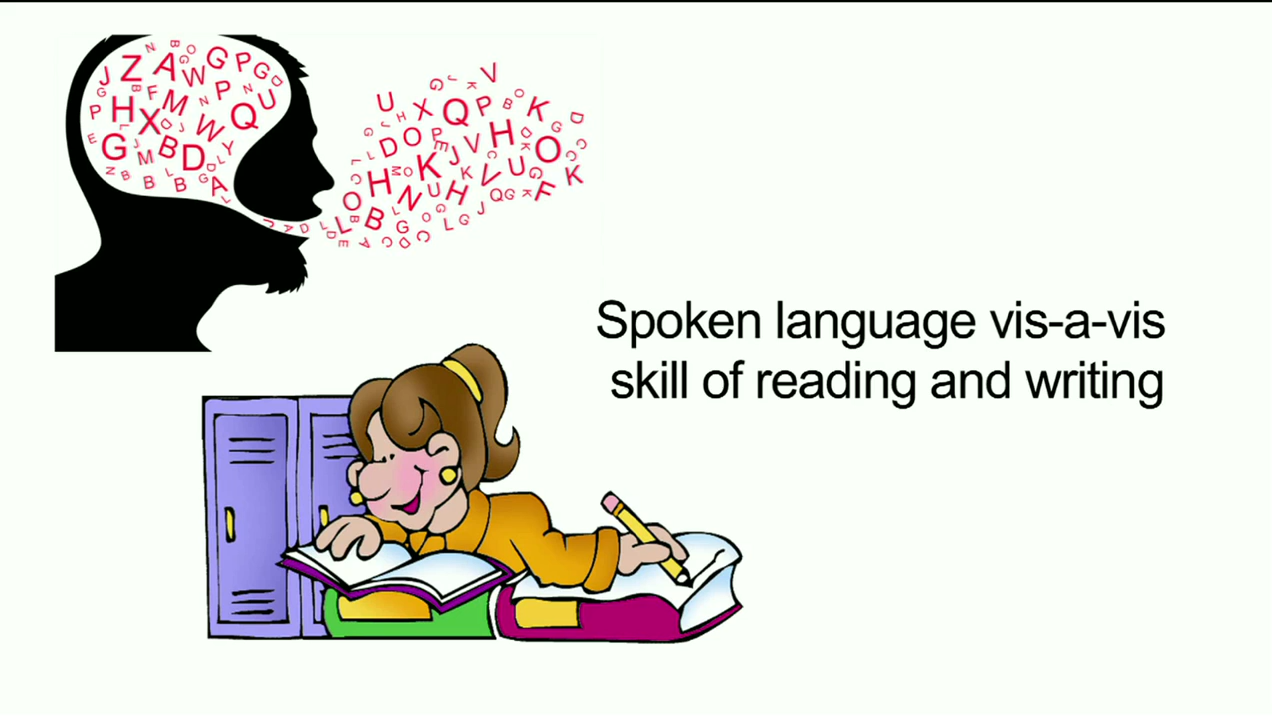 Spoken language vis-a-vis
skill of reading and writing